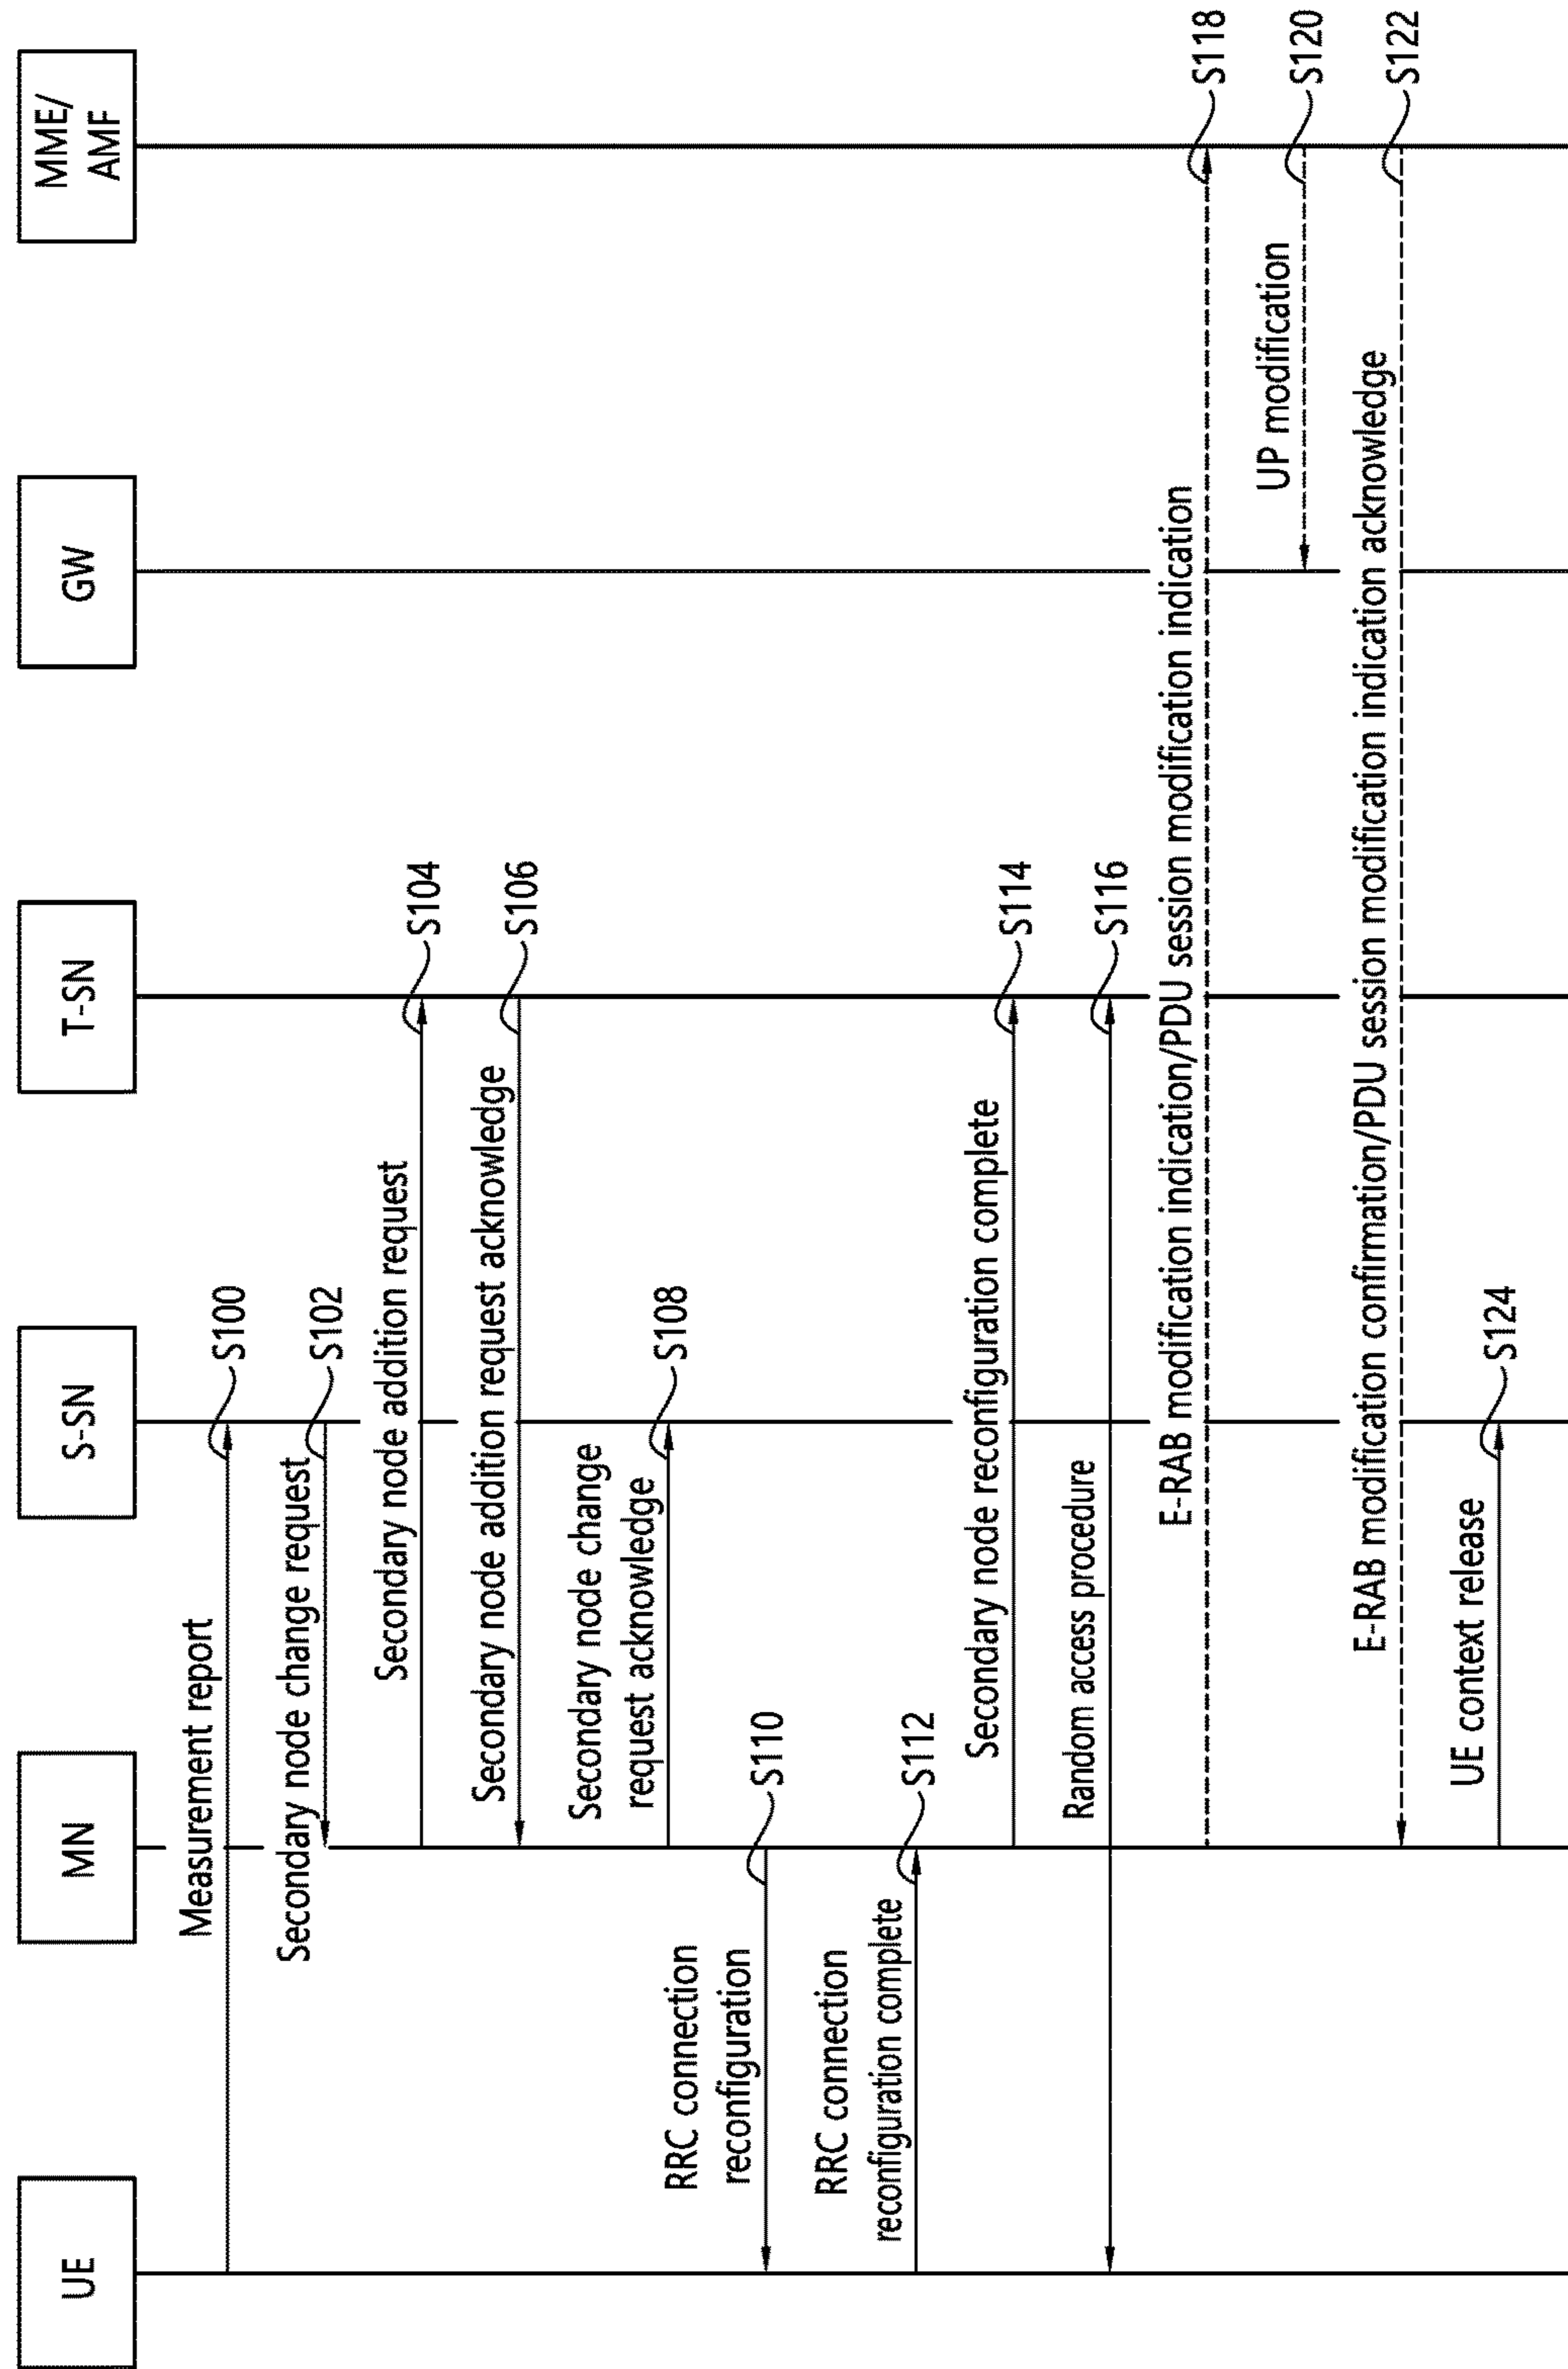 UE
MN
S-SN
T-SN
GW
MME/
AMF
Measurement report
S100
Secondary node change request
S102
Secondary node addition request
S104
Secondary node addition request acknowledge
S106
Secondary node change
request acknowledge
S108
RRC connection
reconfiguration
S110
RRC connection
reconfiguration complete
S112
Secondary node reconfiguration complete
S114
Random access procedure
S116
E-RAB modification indication/PDU session modification indication
S118
UP modification
S120
E-RAB modification confirmation/PDU session modification indication acknowledge
S122
UE context release
S124